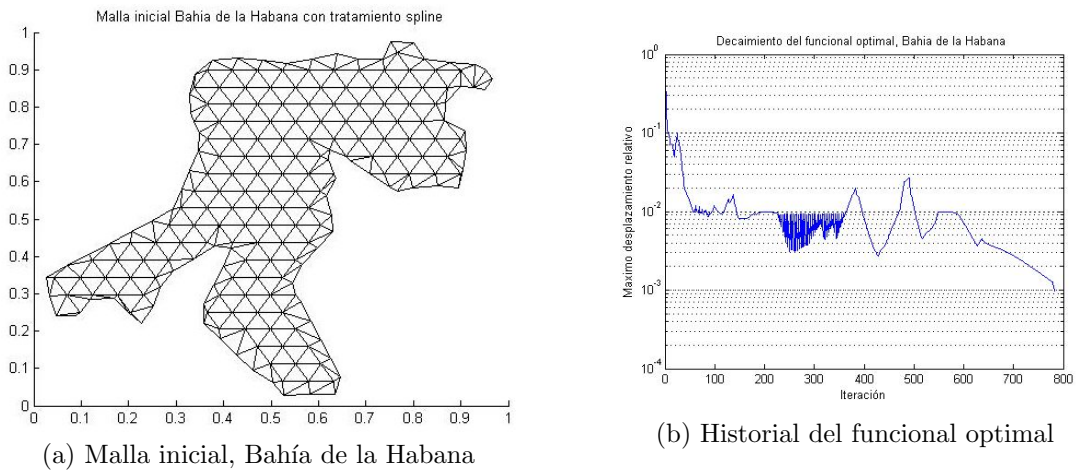 Malla inicial Bahia de la Habana con tratamiento spline
1
0.9
0.8
0.7
0.6
0.5
0.4
0.3
0.2
0.1
0
0 0.1 0.2 0.3 0.4 0.5 0.6 0.7 0.8 0.9 1
(a) Malla inicial, Bahía de la Habana
Decaimiento del funcional optimal, Bahia de la Habana
10^0
10^-1
10^-2
10^-3
10^-4
Maximo desplazamiento relativo
0 100 200 300 400 500 600 700 800
Iteración
(b) Historial del funcional optimal